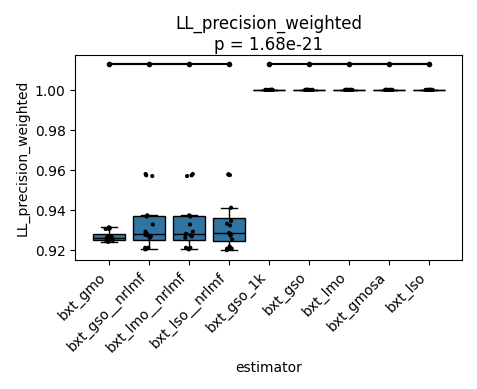 LL_precision_weighted
p = 1.68e-21
LL_precision_weighted
1.00
0.98
0.96
0.94
0.92
bxt_gmo
bxt_gso__nrlmf
bxt_lmo__nrlmf
bxt_lso__nrlmf
bxt_gso_1k
bxt_gso
bxt_lmo
bxt_gmosa
bxt_lso
estimator